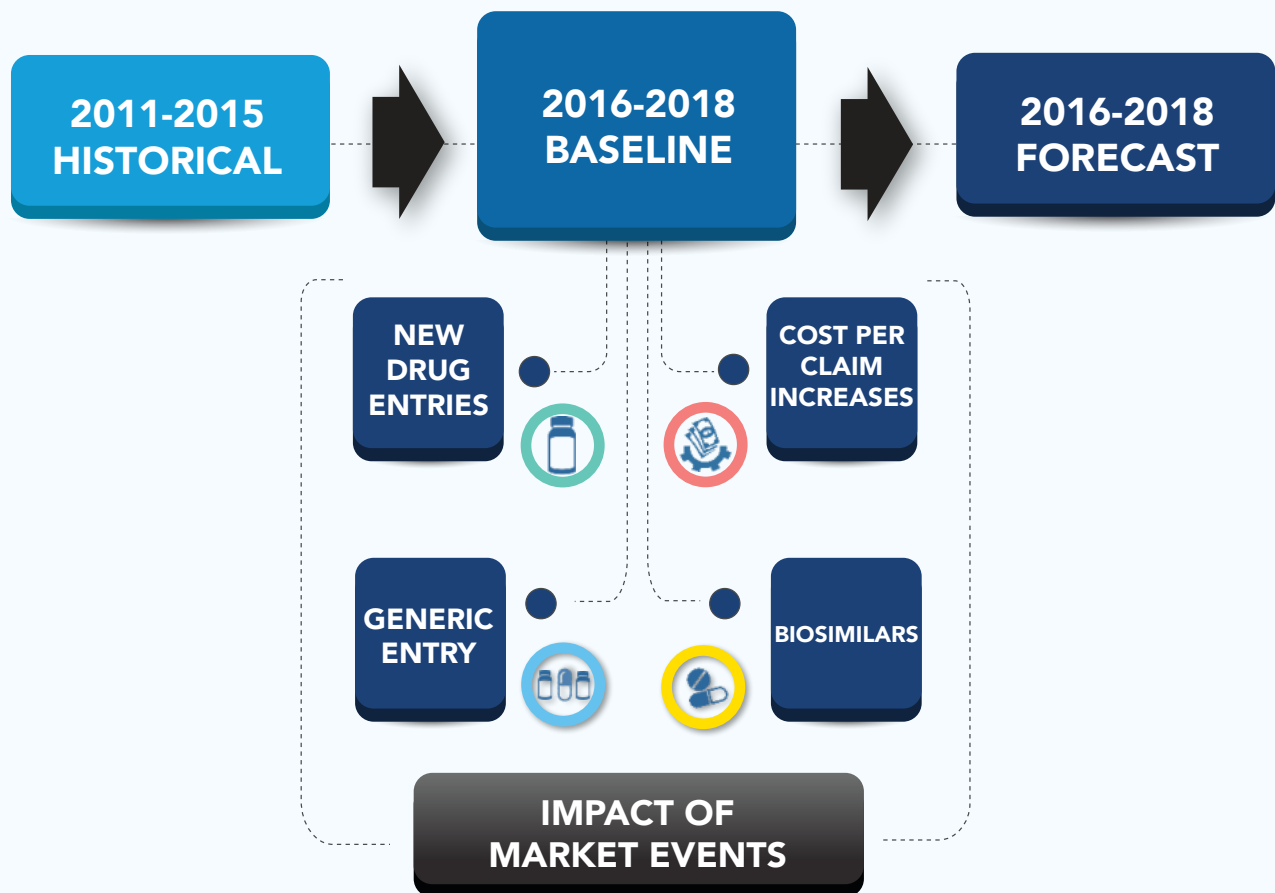 2011-2015
HISTORICAL
2016-2018
BASELINE
2016-2018
FORECAST
NEW
DRUG
ENTRIES
COST PER
CLAIM
INCREASES
GENERIC
ENTRY
BIOSIMILARS
IMPACT OF
MARKET EVENTS